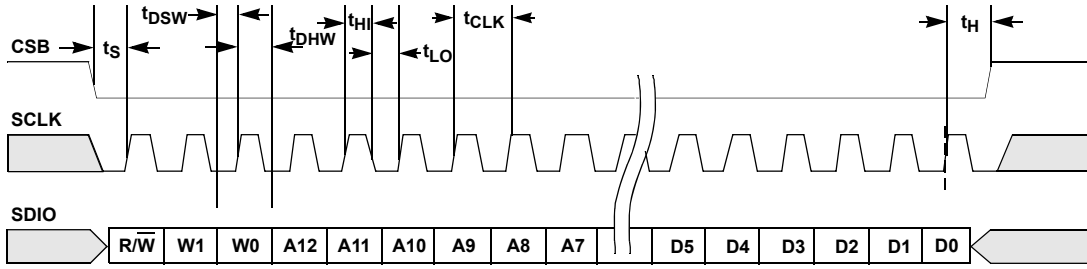 tDSW
tHI
tCLK
tH
CSB
tS
tDHW
tLO
SCLK
SDIO
R/W̅ W1 W0 A12 A11 A10 A9 A8 A7 D5 D4 D3 D2 D1 D0